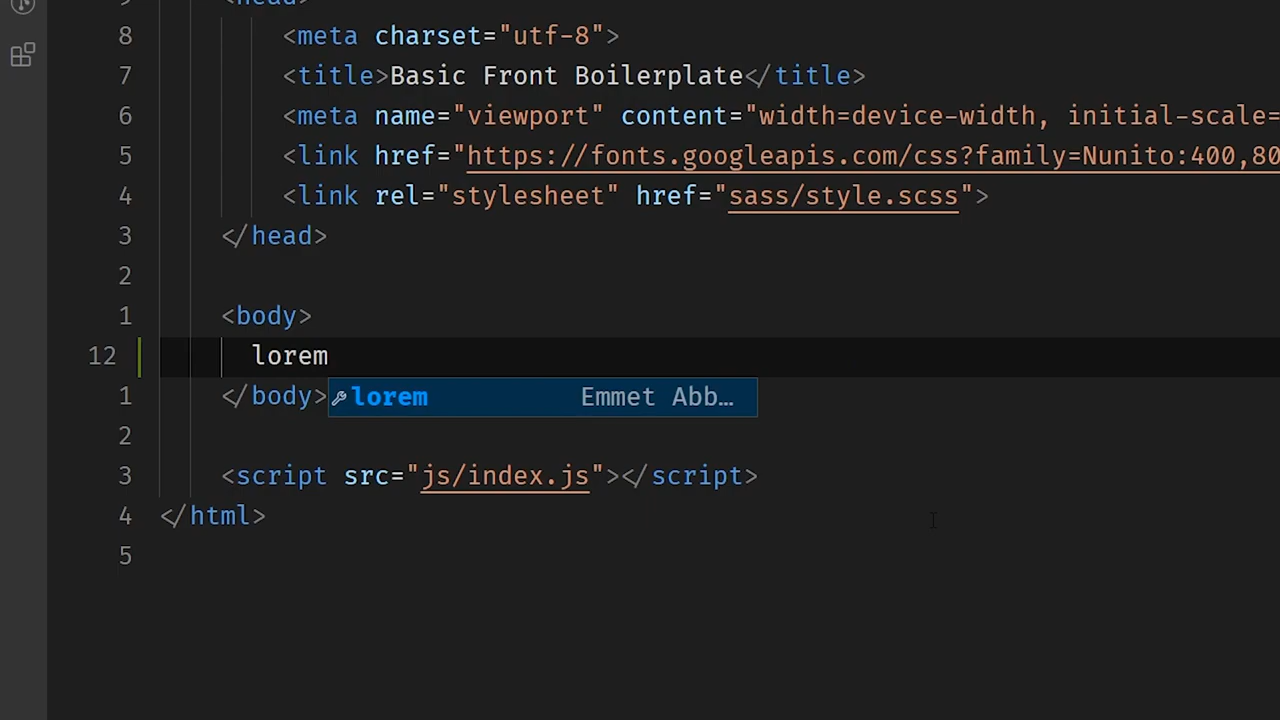 9 <head>
8 <meta charset="utf-8">
7 <title>Basic Front Boilerplate</title>
6 <meta name="viewport" content="width=device-width, initial-scale=
5 <link href="https://fonts.googleapis.com/css?family=Nunito:400,80
4 <link rel="stylesheet" href="sass/style.scss">
3 </head>
2
1 <body>
12 lorem
1 </body> lorem Emmet Abb…
2
3 <script src="js/index.js"></script>
4 </html>
5